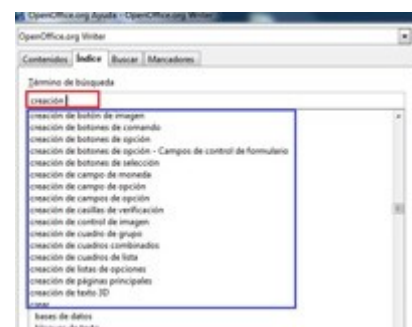 OpenOffice.org Ayuda - OpenOffice.org Writer
OpenOffice.org Writer
Contenidos Índice Buscar Marcadores
Término de búsqueda
creación
creación de botón de imagen
creación de botones de comando
creación de botones de opción
creación de botones de opción - Campos de control de formulario
creación de botones de selección
creación de campo de moneda
creación de campo de opción
creación de campos de opción
creación de casillas de verificación
creación de control de imagen
creación de cuadro de grupo
creación de cuadros combinados
creación de cuadros de lista
creación de listas de opciones
creación de páginas principales
creación de texto 3D
crear
bases de datos
bloques de texto